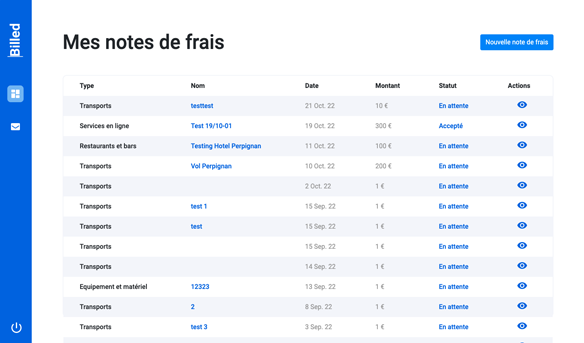 Billed
Mes notes de frais
Nouvelle note de frais
Type Nom Date Montant Statut Actions
Transports testtest 21 Oct. 22 10 € En attente
Services en ligne Test 19/10-01 19 Oct. 22 300 € Accepté
Restaurants et bars Testing Hotel Perpignan 11 Oct. 22 100 € En attente
Transports Vol Perpignan 10 Oct. 22 200 € En attente
Transports 2 Oct. 22 1 € En attente
Transports test 1 15 Sep. 22 1 € En attente
Transports test 15 Sep. 22 1 € En attente
Transports 15 Sep. 22 1 € En attente
Transports 14 Sep. 22 1 € En attente
Equipement et matériel 12323 13 Sep. 22 1 € En attente
Transports 2 8 Sep. 22 1 € En attente
Transports test 3 3 Sep. 22 1 € En attente